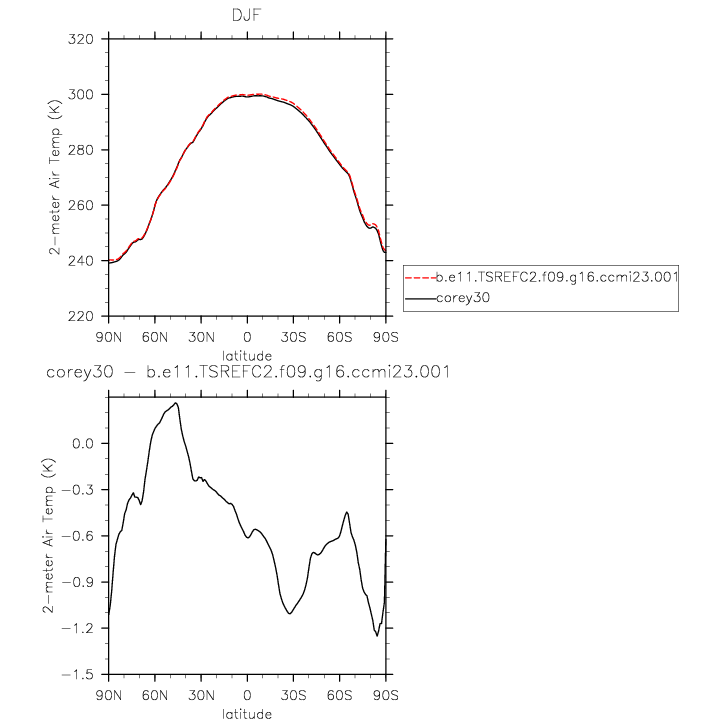 DJF
320
300
280
260
240
220
2-meter Air Temp (K)
90N 60N 30N 0 30S 60S 90S
latitude
b.e11.TSREFC2.f09.g16.ccmi23.001
corey30
corey30 - b.e11.TSREFC2.f09.g16.ccmi23.001
0.0
-0.3
-0.6
-0.9
-1.2
-1.5
2-meter Air Temp (K)
90N 60N 30N 0 30S 60S 90S
latitude